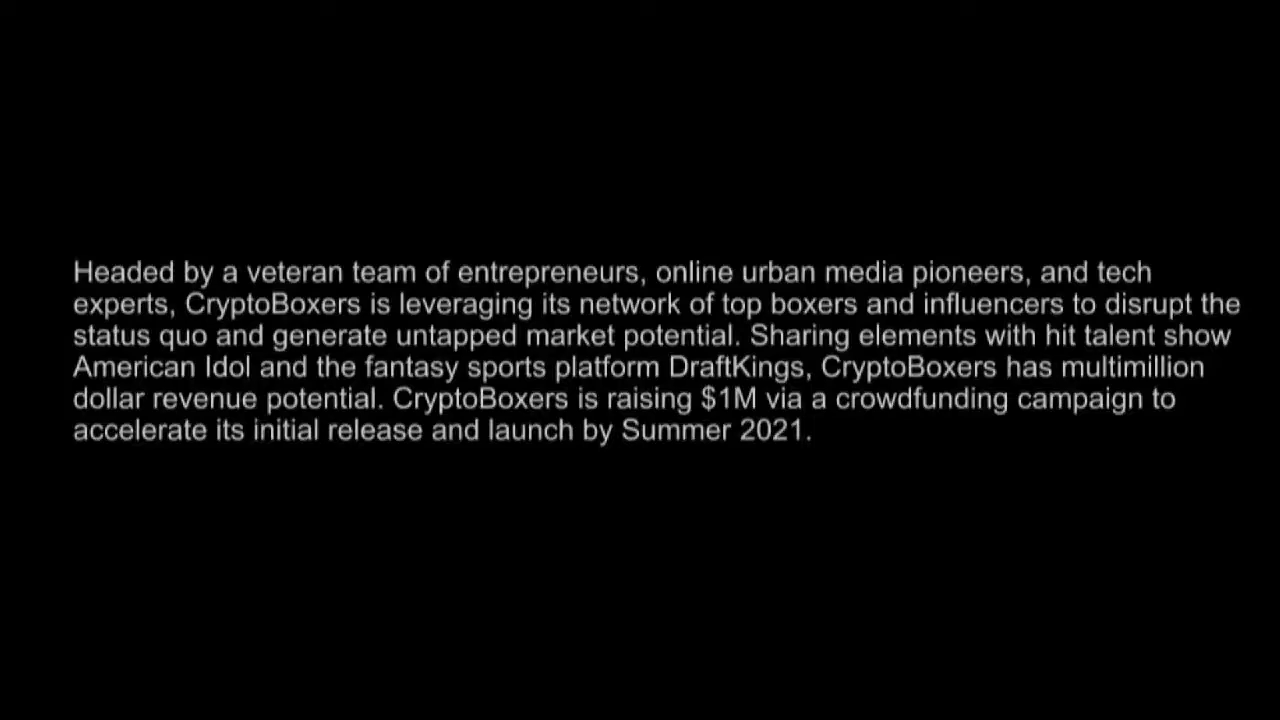 Headed by a veteran team of entrepreneurs, online urban media pioneers, and tech
experts, CryptoBoxers is leveraging its network of top boxers and influencers to disrupt the
status quo and generate untapped market potential. Sharing elements with hit talent show
American Idol and the fantasy sports platform DraftKings, CryptoBoxers has multimillion
dollar revenue potential. CryptoBoxers is raising $1M via a crowdfunding campaign to
accelerate its initial release and launch by Summer 2021.